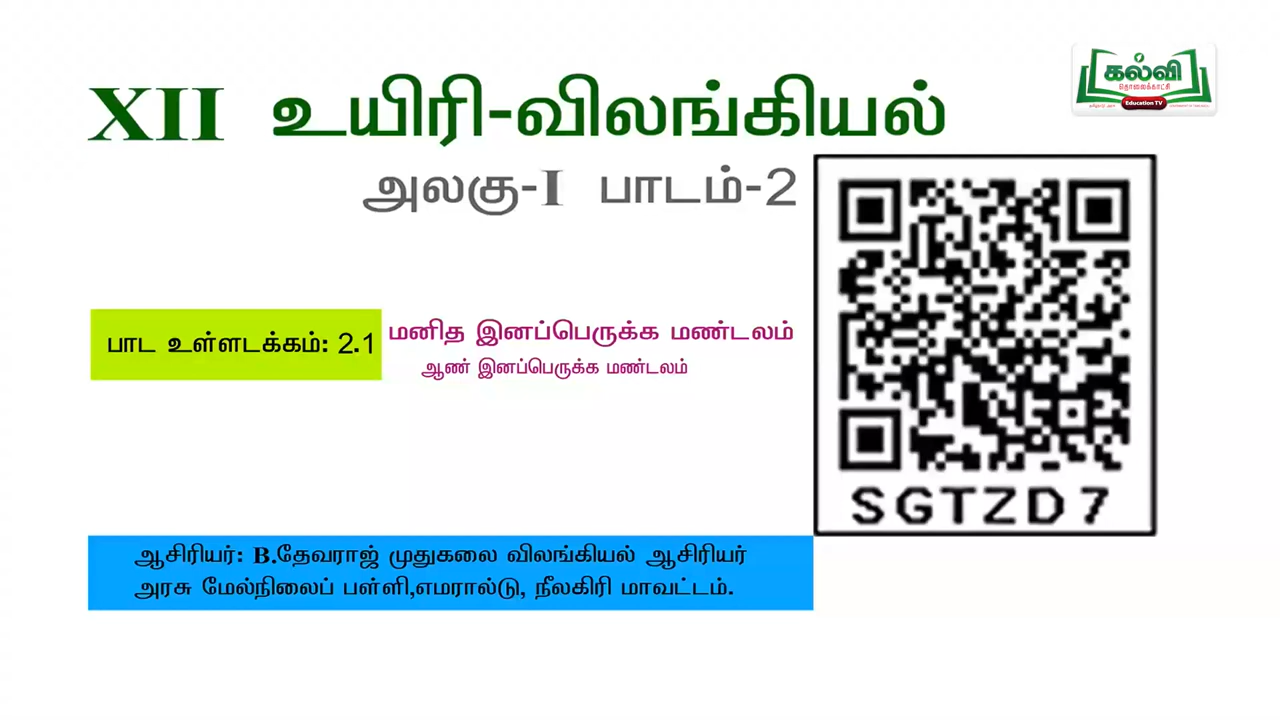 கல்வி
தொலைக்காட்சி
Education TV
XII உயிரி-விலங்கியல்
அலகு-I பாடம்-2
பாட உள்ளடக்கம்: 2.1 மனித இனப்பெருக்க மண்டலம்
ஆண் இனப்பெருக்க மண்டலம்
SGTZD7
ஆசிரியர்: B.தேவராஜ் முதுகலை விலங்கியல் ஆசிரியர்
அரசு மேல்நிலைப் பள்ளி,எமரால்டு, நீலகிரி மாவட்டம்.